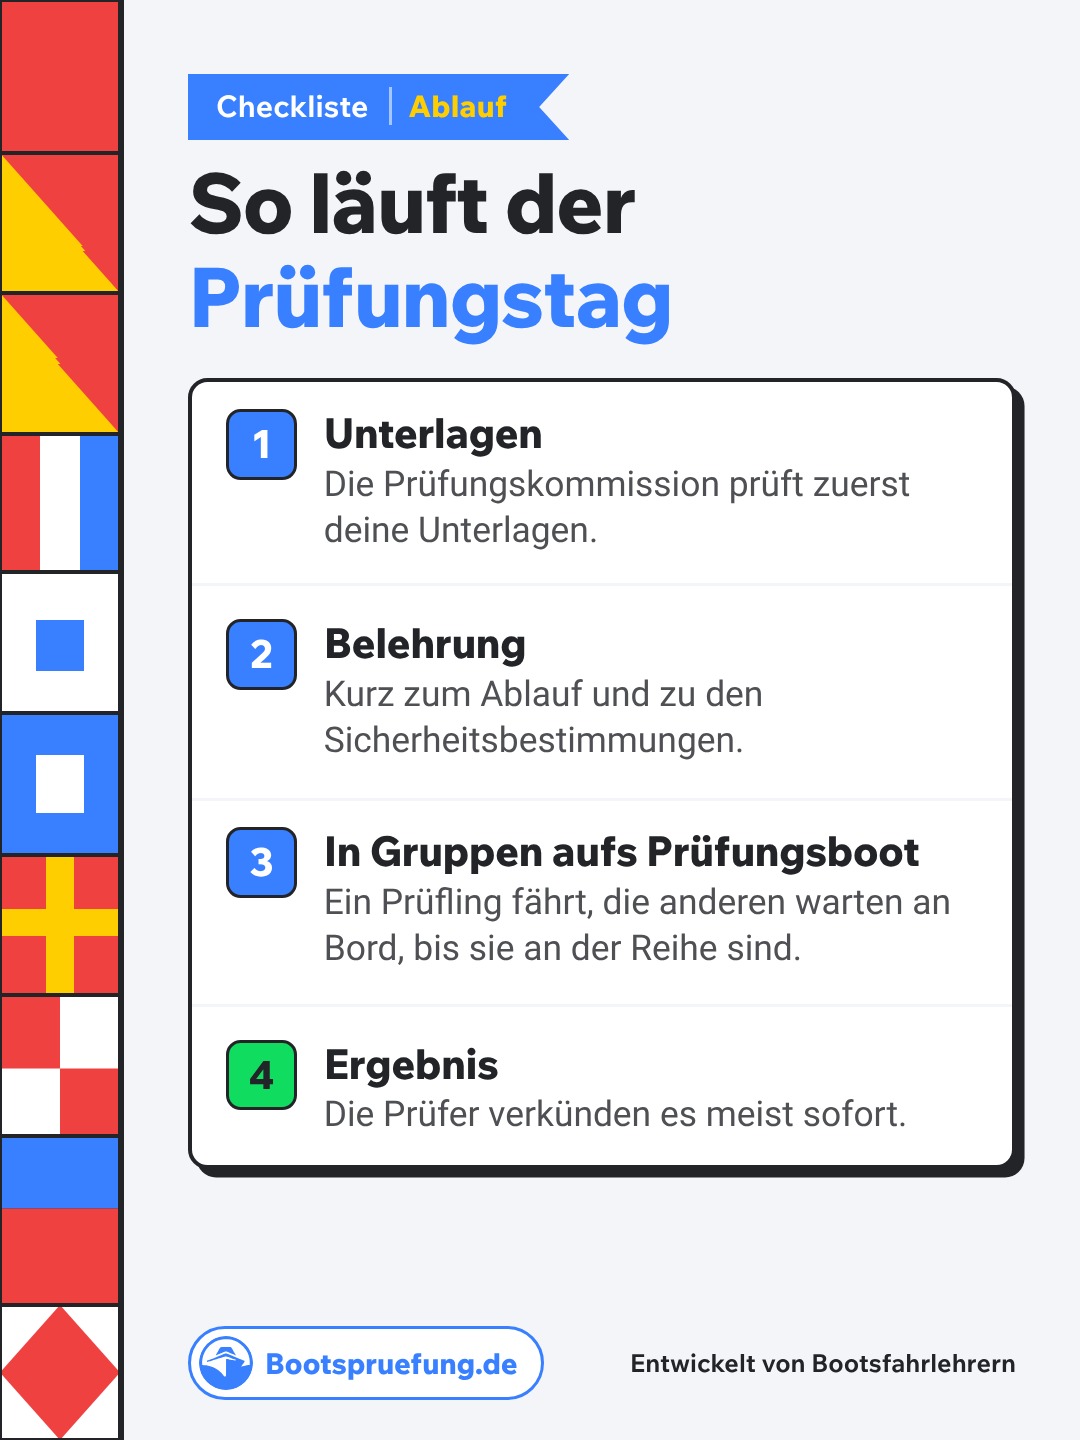 Checkliste | Ablauf
So läuft der
Prüfungstag
1 Unterlagen
Die Prüfungskommission prüft zuerst
deine Unterlagen.
2 Belehrung
Kurz zum Ablauf und zu den
Sicherheitsbestimmungen.
3 In Gruppen aufs Prüfungsboot
Ein Prüfling fährt, die anderen warten an
Bord, bis sie an der Reihe sind.
4 Ergebnis
Die Prüfer verkünden es meist sofort.
Bootspruefung.de
Entwickelt von Bootsfahrlehrern